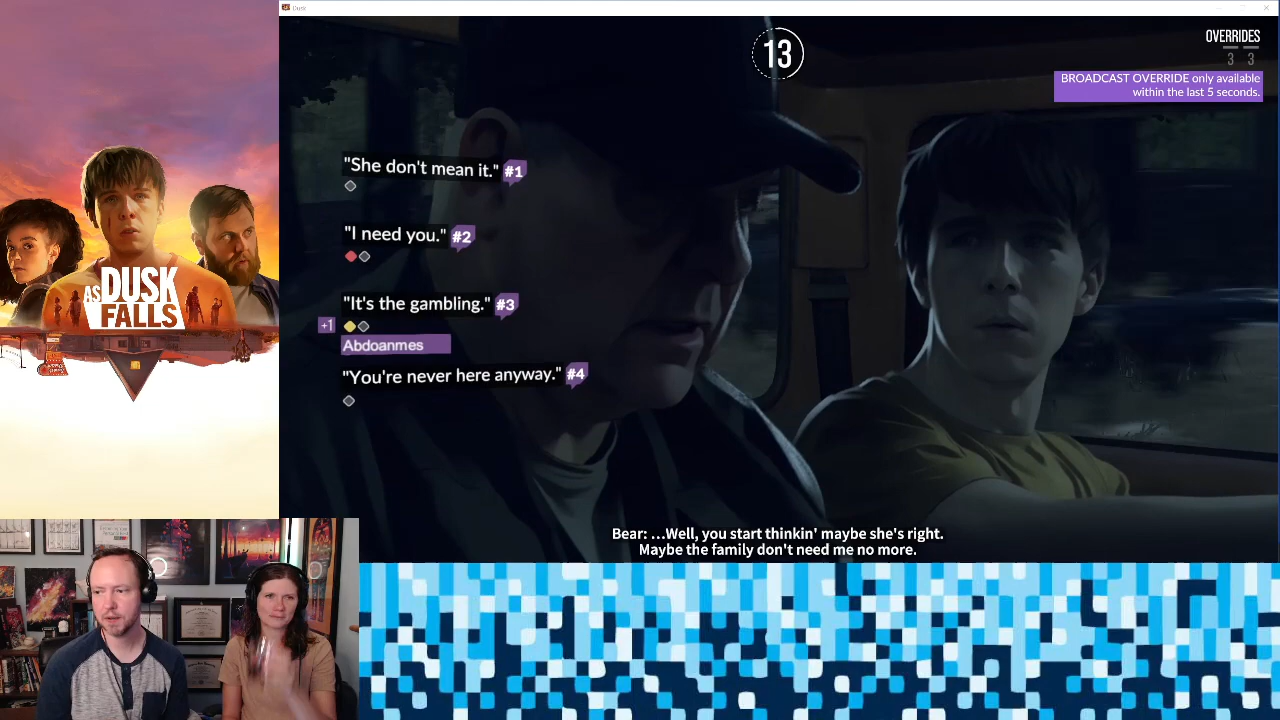 Dusk
13
OVERRIDES
3 3
BROADCAST OVERRIDE only available
within the last 5 seconds.
"She don't mean it." #1
"I need you." #2
"It's the gambling." #3
+1
Abdoanmes
"You're never here anyway." #4
AS DUSK
FALLS
Bear: ...Well, you start thinkin' maybe she's right.
Maybe the family don't need me no more.